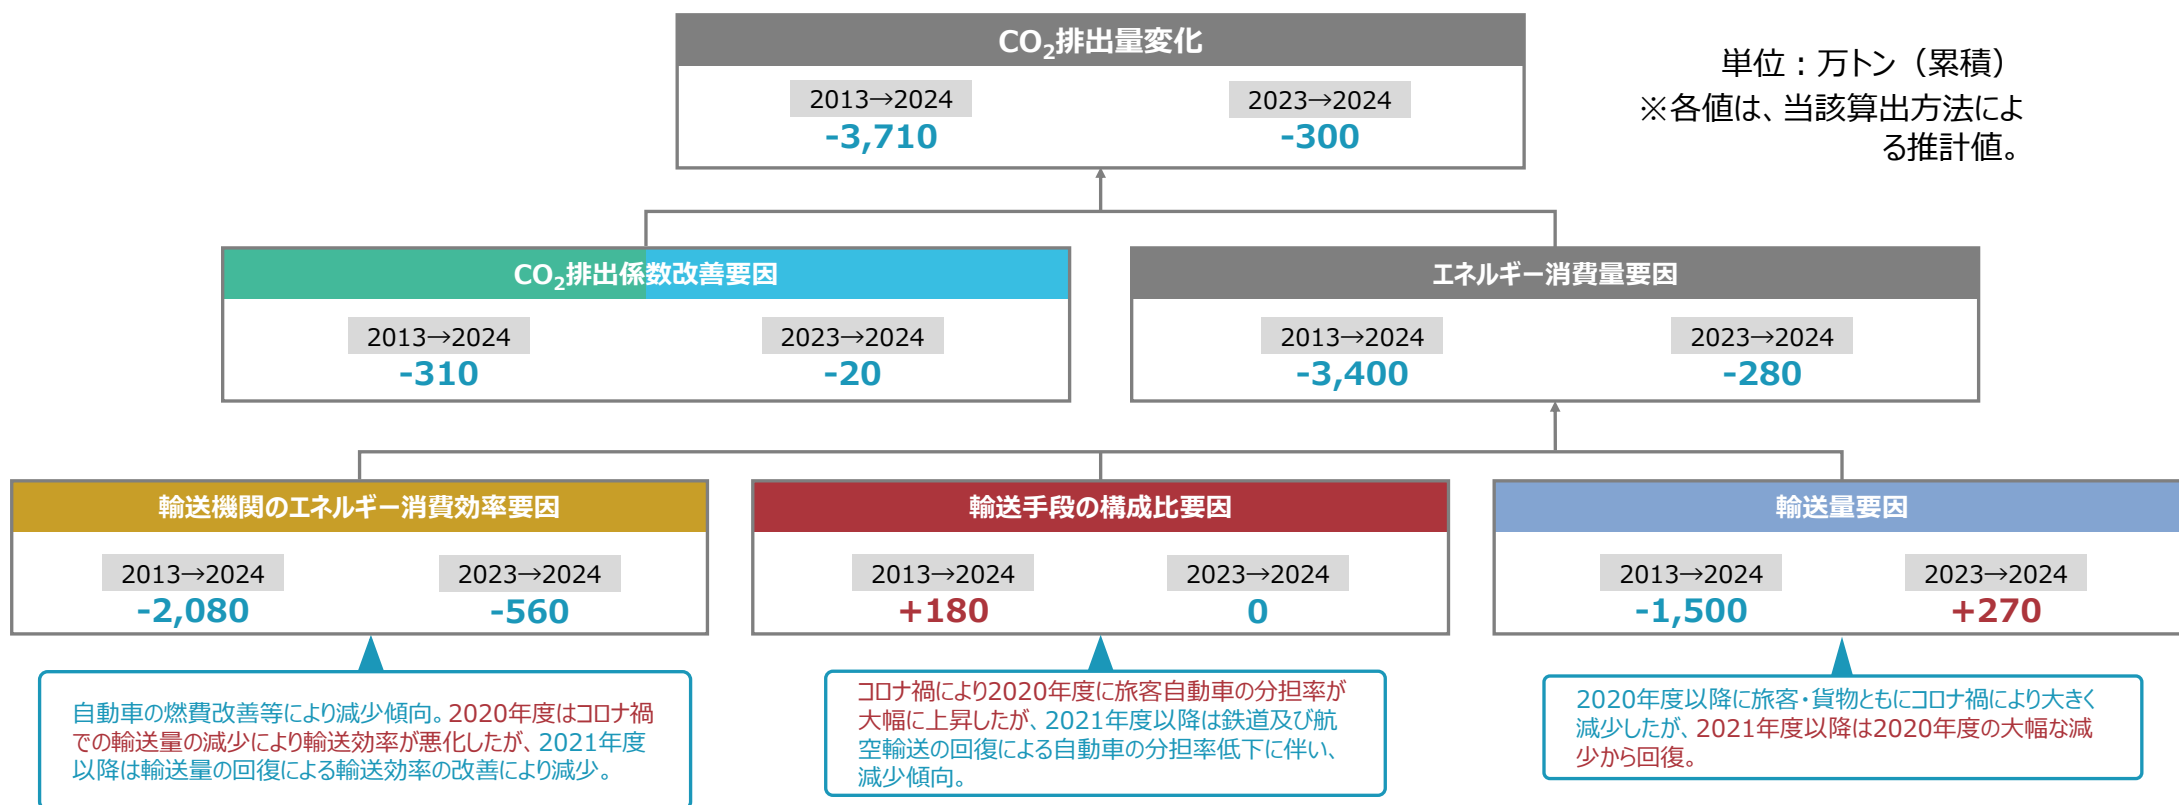 CO₂排出量変化
2013→2024
-3,710
2023→2024
-300
単位：万トン（累積）
※各値は、当該算出方法によ
る推計値。
CO₂排出係数改善要因
2013→2024
-310
2023→2024
-20
エネルギー消費量要因
2013→2024
-3,400
2023→2024
-280
輸送機関のエネルギー消費効率要因
2013→2024
-2,080
2023→2024
-560
輸送手段の構成比要因
2013→2024
+180
2023→2024
0
輸送量要因
2013→2024
-1,500
2023→2024
+270
自動車の燃費改善等により減少傾向。2020年度はコロナ禍
での輸送量の減少により輸送効率が悪化したが、2021年度
以降は輸送量の回復による輸送効率の改善により減少。
コロナ禍により2020年度に旅客自動車の分担率が
大幅に上昇したが、2021年度以降は鉄道及び航
空輸送の回復による自動車の分担率低下に伴い、
減少傾向。
2020年度以降に旅客・貨物ともにコロナ禍により大きく
減少したが、2021年度以降は2020年度の大幅な減
少から回復。